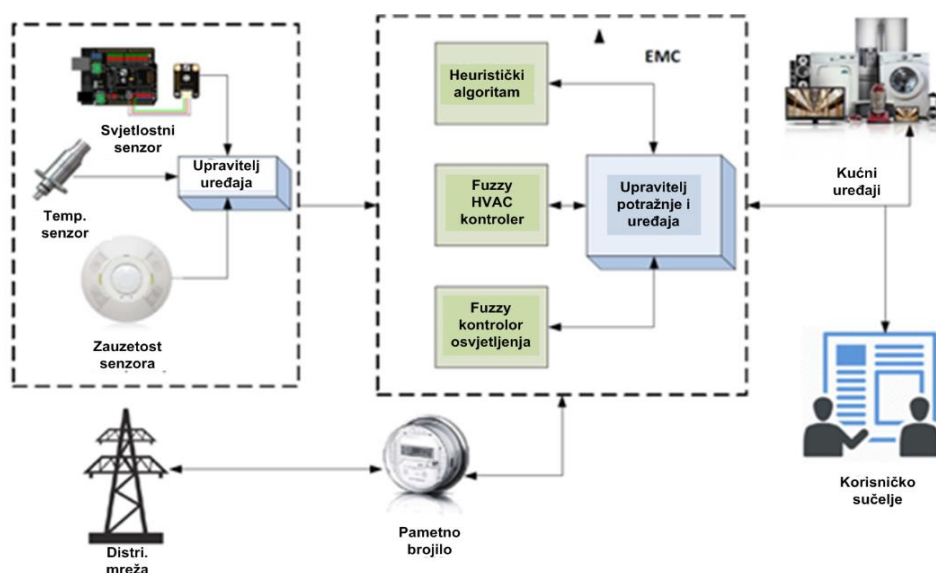 Svjetlostni
senzor
Upravitelj
uređaja
Temp.
senzor
Zauzetost
senzora
EMC
Heuristički
algoritam
Fuzzy
HVAC
kontroler
Upravitelj
potražnje i
uređaja
Fuzzy
kontrolor
osvjetljenja
Kućni
uređaji
Korisničko
sučelje
Pametno
brojilo
Distri.
mreža